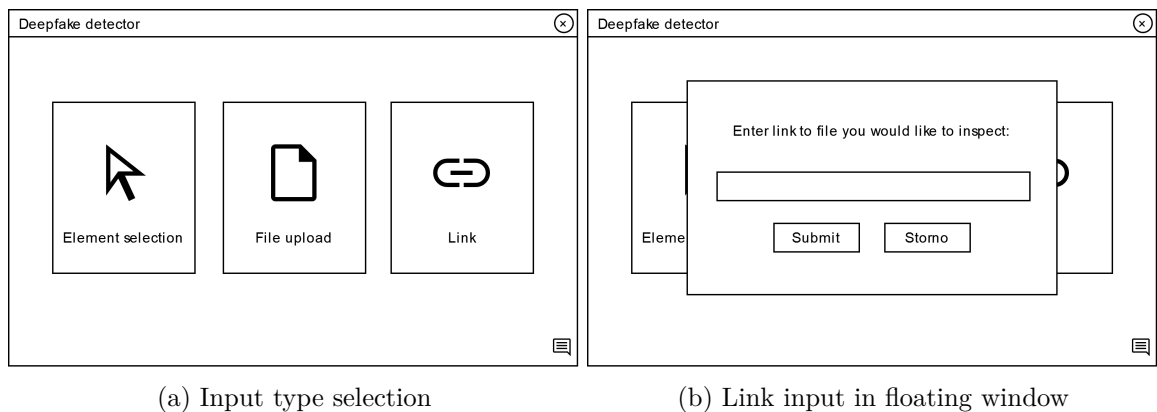 Deepfake detector
Element selection
File upload
Link
(a) Input type selection
Deepfake detector
Eleme
Enter link to file you would like to inspect:
Submit
Storno
(b) Link input in floating window